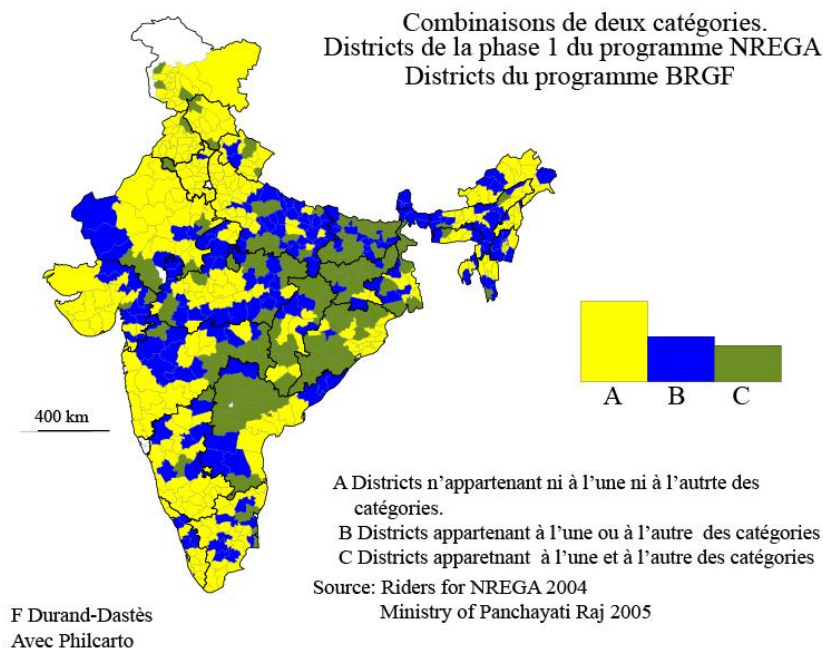 Combinaisons de deux catégories.
Districts de la phase 1 du programme NREGA
Districts du programme BRGF
400 km
A B C
A Districts n'appartenant ni à l'une ni à l'autrte des
catégories.
B Districts appartenant à l'une ou à l'autre des catégories
C Districts apparetnant à l'une et à l'autre des catégories
Source: Riders for NREGA 2004
Ministry of Panchayati Raj 2005
F Durand-Dastès
Avec Philcarto